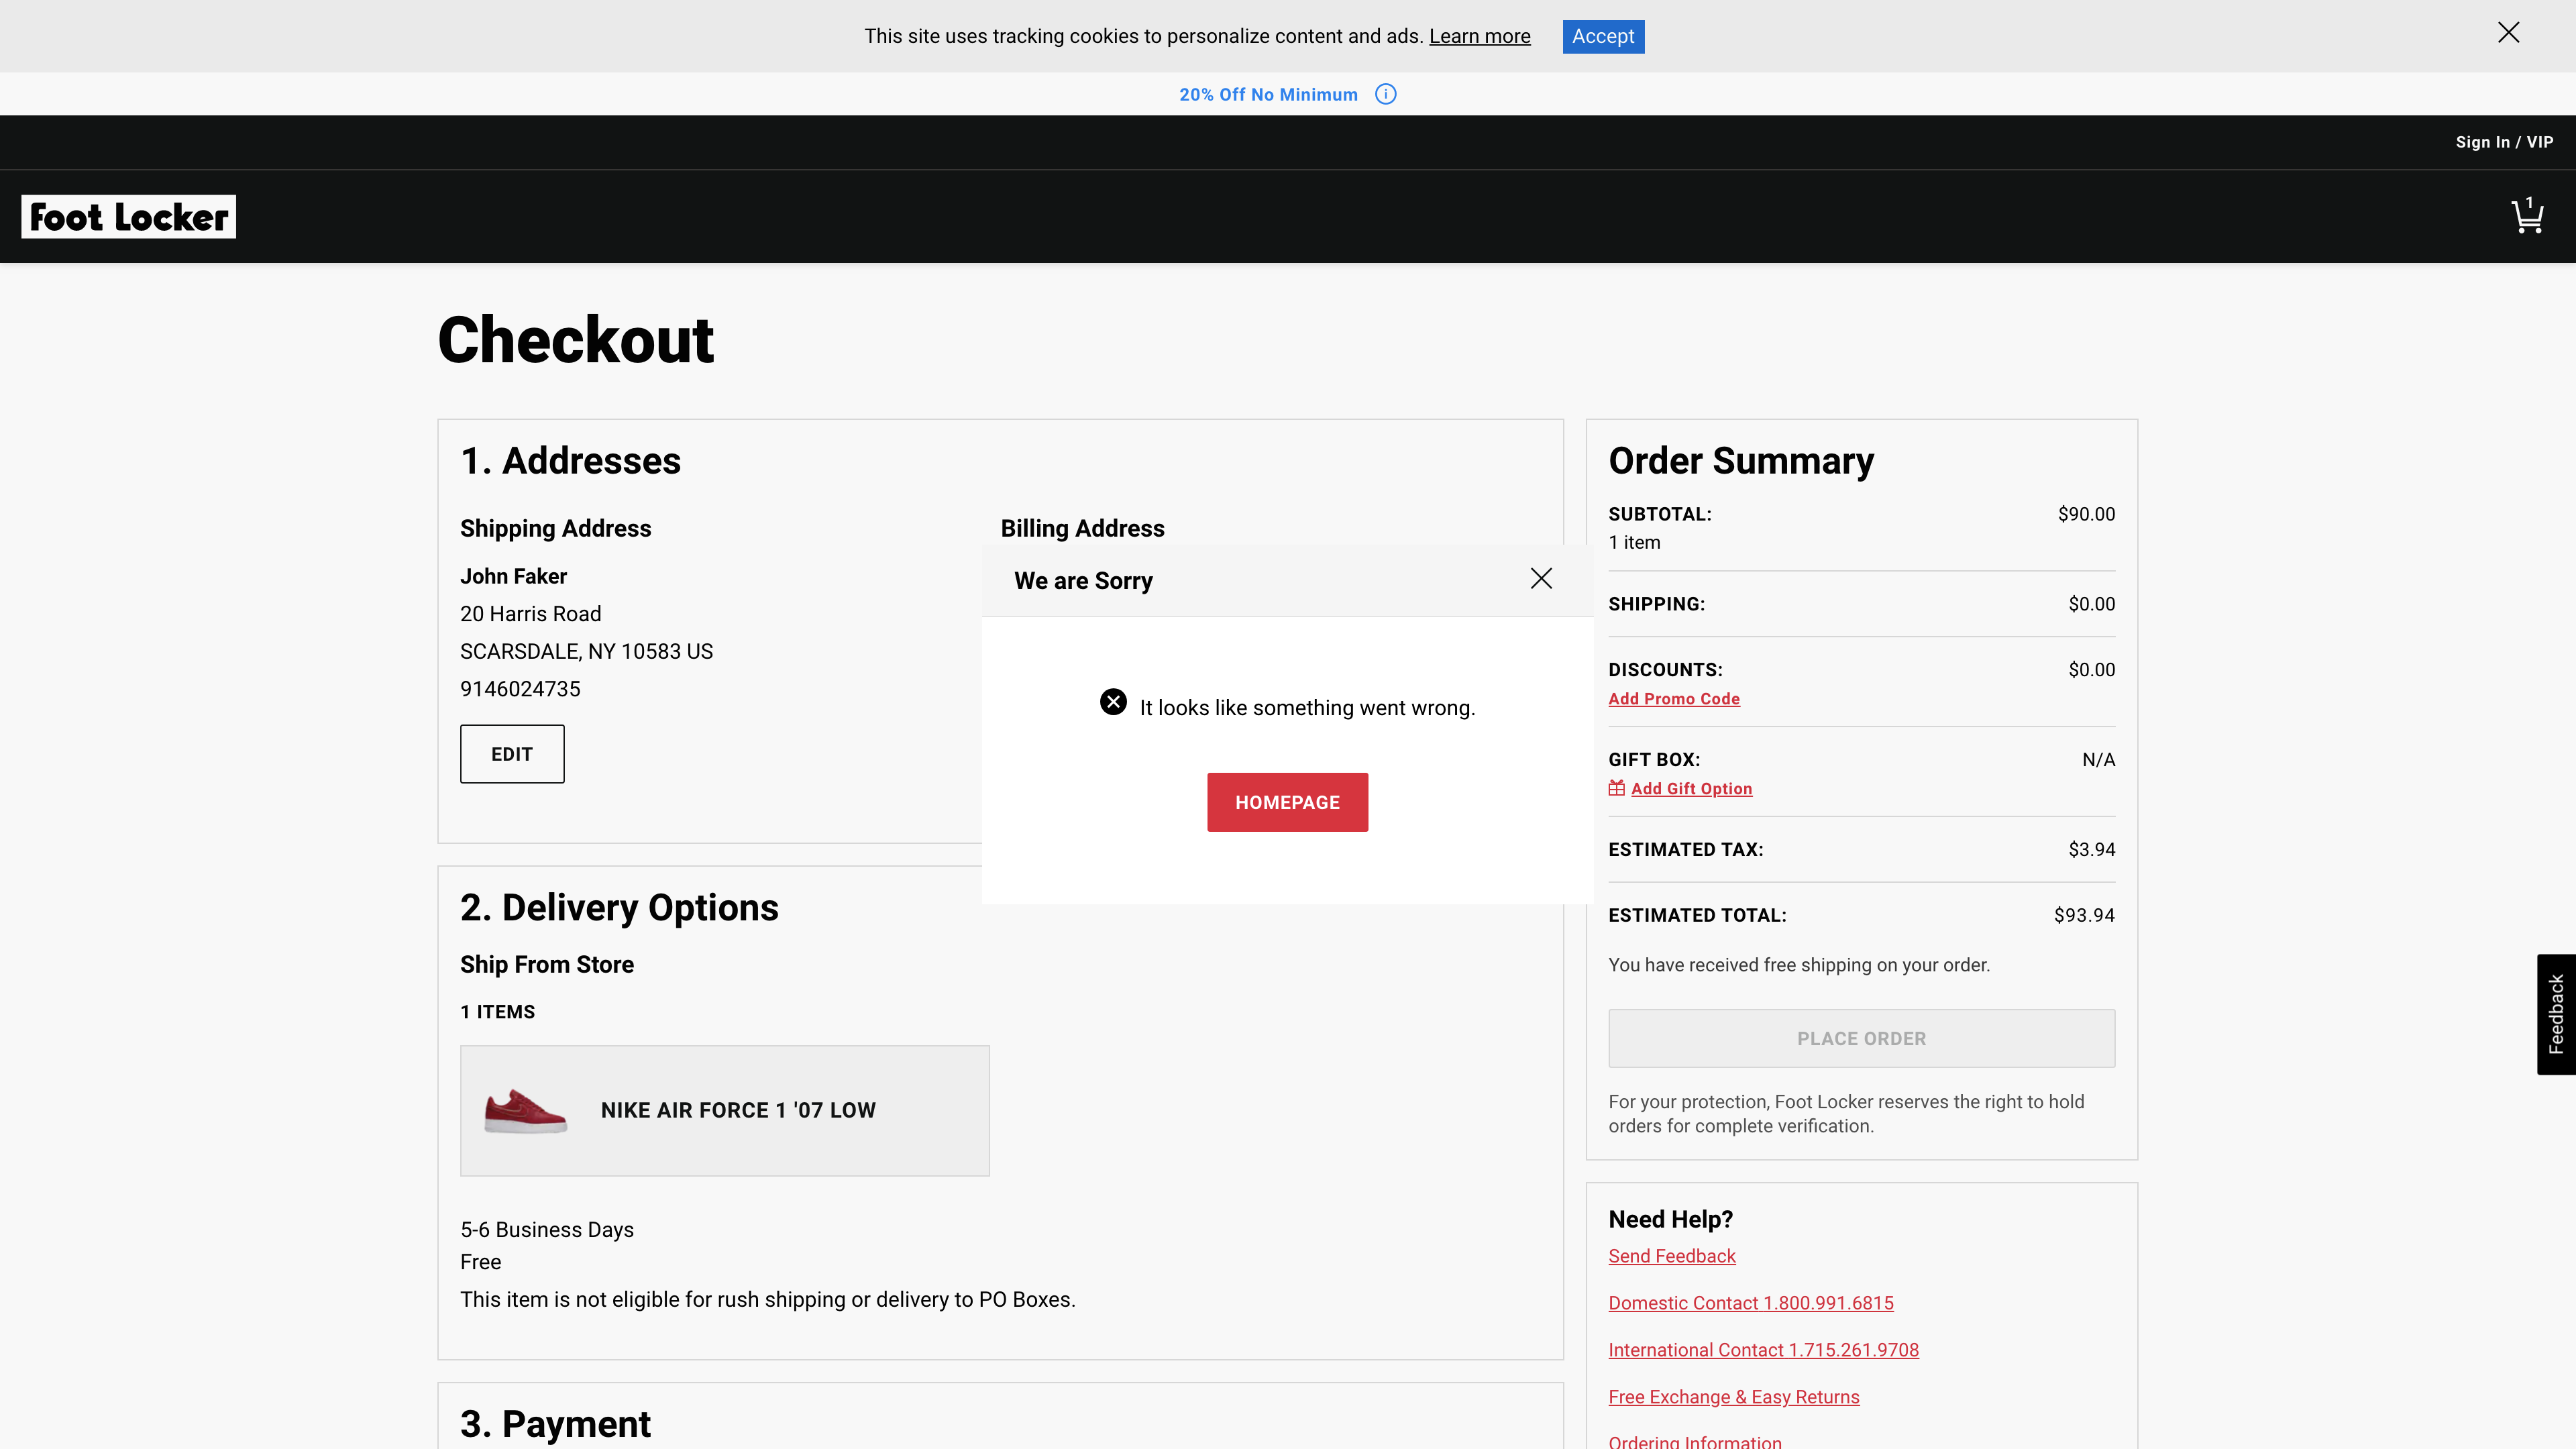 This site uses tracking cookies to personalize content and ads. Learn more
Accept
20% Off No Minimum
Sign In / VIP
Foot Locker
1
Checkout
1. Addresses
Shipping Address
John Faker
20 Harris Road
SCARSDALE, NY 10583 US
9146024735
EDIT
Billing Address
We are Sorry
It looks like something went wrong.
HOMEPAGE
2. Delivery Options
Ship From Store
1 ITEMS
NIKE AIR FORCE 1 '07 LOW
5-6 Business Days
Free
This item is not eligible for rush shipping or delivery to PO Boxes.
3. Payment
Order Summary
SUBTOTAL: $90.00
1 item
SHIPPING: $0.00
DISCOUNTS: $0.00
Add Promo Code
GIFT BOX: N/A
Add Gift Option
ESTIMATED TAX: $3.94
ESTIMATED TOTAL: $93.94
You have received free shipping on your order.
PLACE ORDER
For your protection, Foot Locker reserves the right to hold
orders for complete verification.
Need Help?
Send Feedback
Domestic Contact 1.800.991.6815
International Contact 1.715.261.9708
Free Exchange & Easy Returns
Ordering Information
Feedback